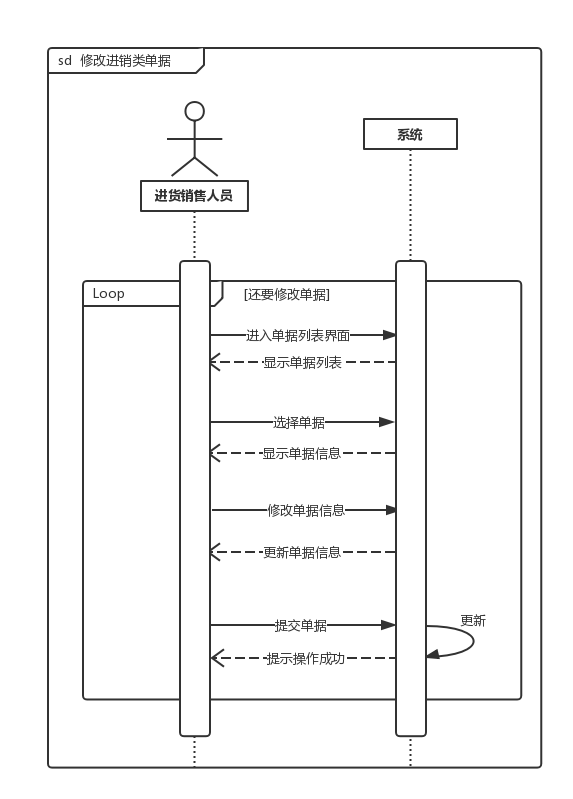 sd 修改进销类单据
系统
进货销售人员
Loop
[还要修改单据]
进入单据列表界面
显示单据列表
选择单据
显示单据信息
修改单据信息
更新单据信息
提交单据
更新
提示操作成功